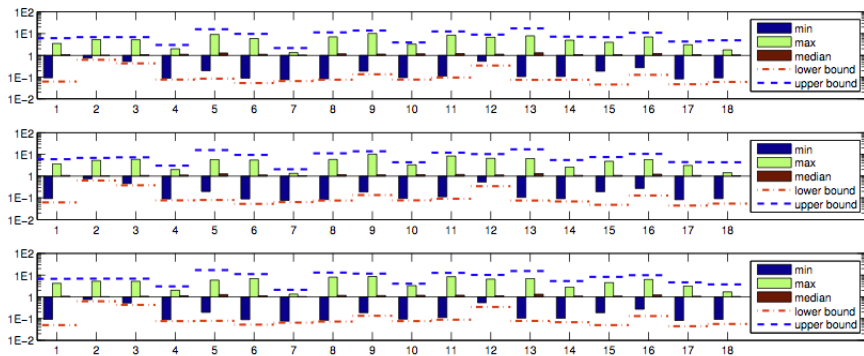 1E2
1E1
1
1E-1
1E-2
1 2 3 4 5 6 7 8 9 10 11 12 13 14 15 16 17 18
min
max
median
lower bound
upper bound
1E2
1E1
1
1E-1
1E-2
1 2 3 4 5 6 7 8 9 10 11 12 13 14 15 16 17 18
min
max
median
lower bound
upper bound
1E2
1E1
1
1E-1
1E-2
1 2 3 4 5 6 7 8 9 10 11 12 13 14 15 16 17 18
min
max
median
lower bound
upper bound